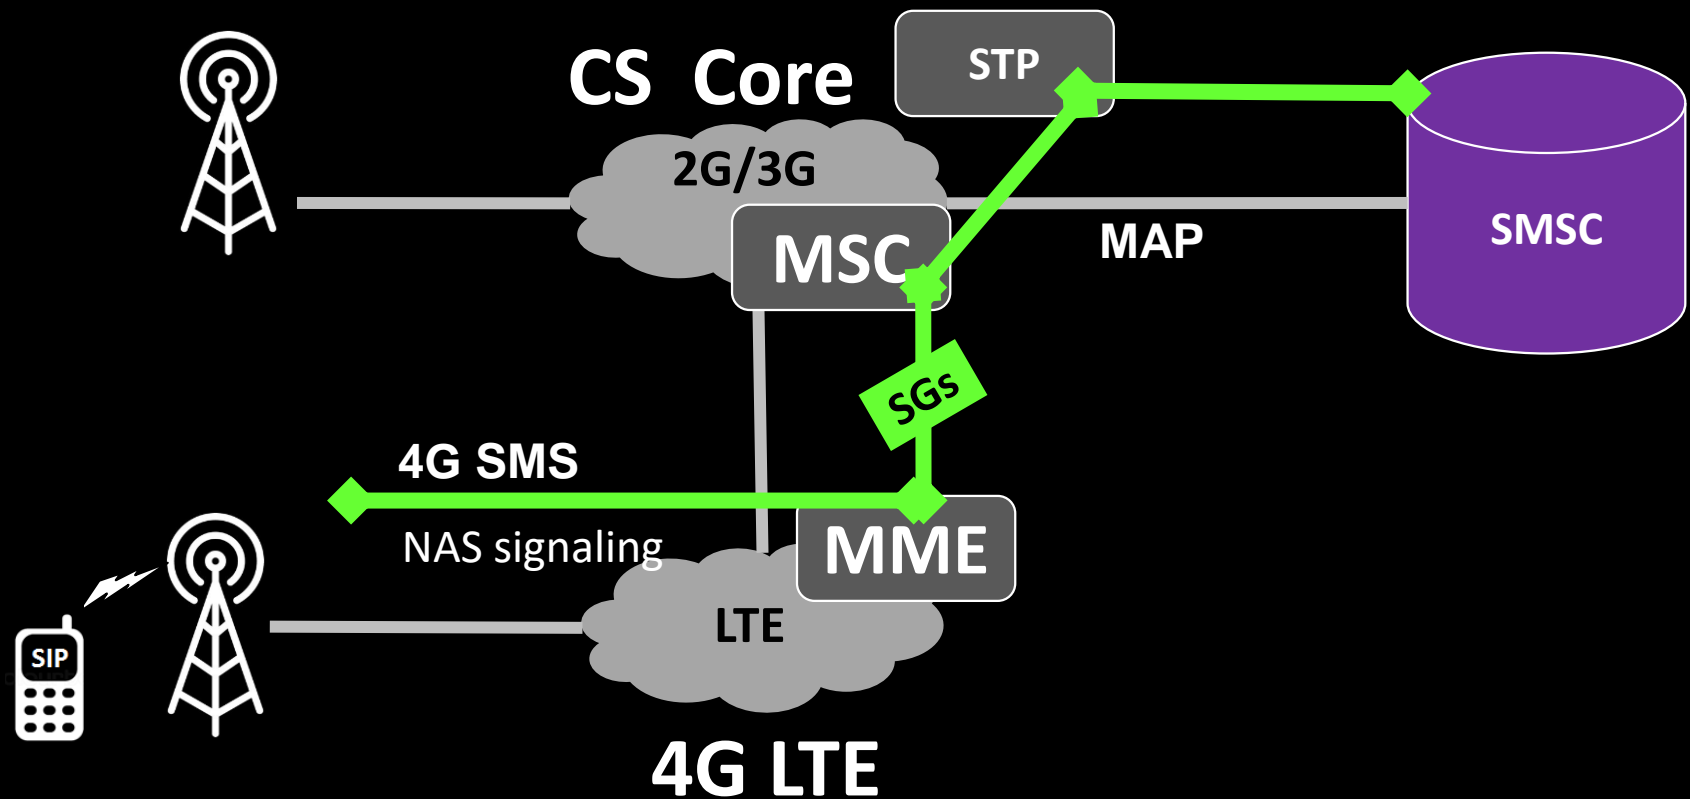 STP
CS Core
2G/3G
MSC
MAP
SMSC
SGs
4G SMS
NAS signaling
MME
LTE
SIP
4G LTE